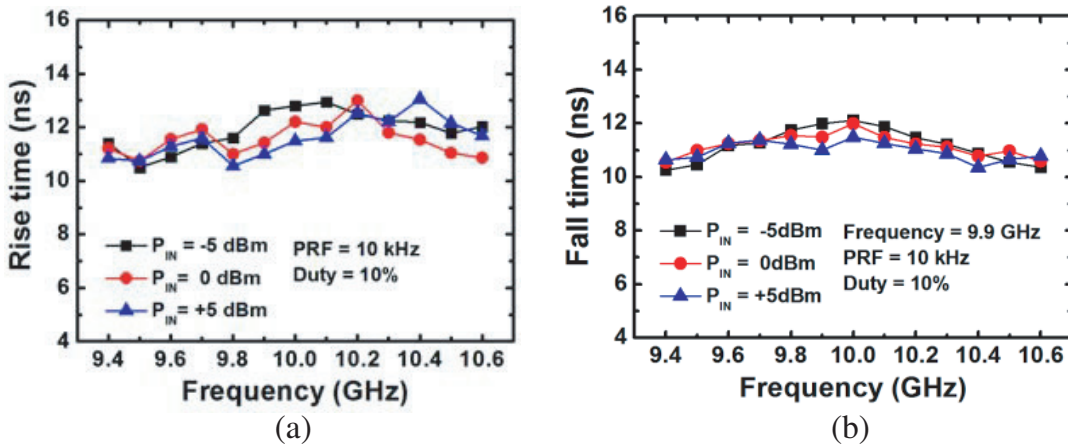 16
14
12
10
8
6
4
Rise time (ns)
P_IN = -5 dBm
P_IN = 0 dBm
P_IN = +5 dBm
PRF = 10 kHz
Duty = 10%
9.4 9.6 9.8 10.0 10.2 10.4 10.6
Frequency (GHz)
(a)
16
14
12
10
8
6
4
Fall time (ns)
P_IN = -5dBm
P_IN = 0dBm
P_IN = +5dBm
Frequency = 9.9 GHz
PRF = 10 kHz
Duty = 10%
9.4 9.6 9.8 10.0 10.2 10.4 10.6
Frequency (GHz)
(b)